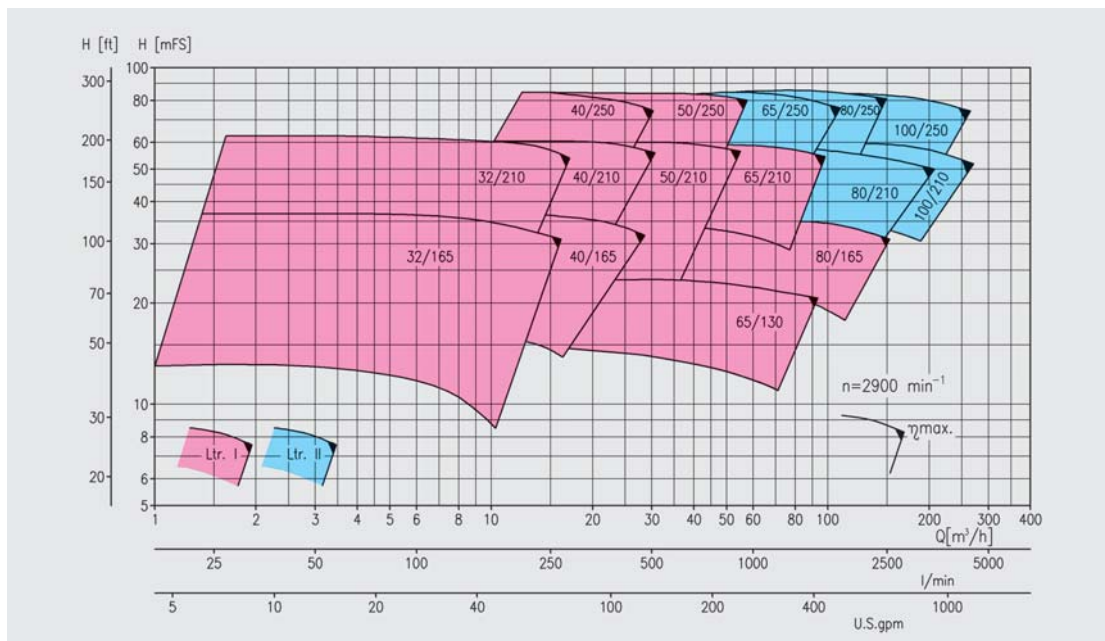 H [ft] H [mFS]
300 200 150 100 70 50 30 20
100 80 60 50 40 30 20 10 8 6 5
40/250 50/250 65/250 80/250 100/250
32/210 40/210 50/210 65/210 80/210 100/210
32/165 40/165 80/165
65/130
n=2900 min⁻¹
ηmax.
Ltr. I Ltr. II
1 2 3 4 5 6 8 10 20 30 40 50 60 80 100 200 300 400
Q[m³/h]
25 50 100 250 500 1000 2500 5000
l/min
5 10 20 40 100 200 400 1000
U.S.gpm